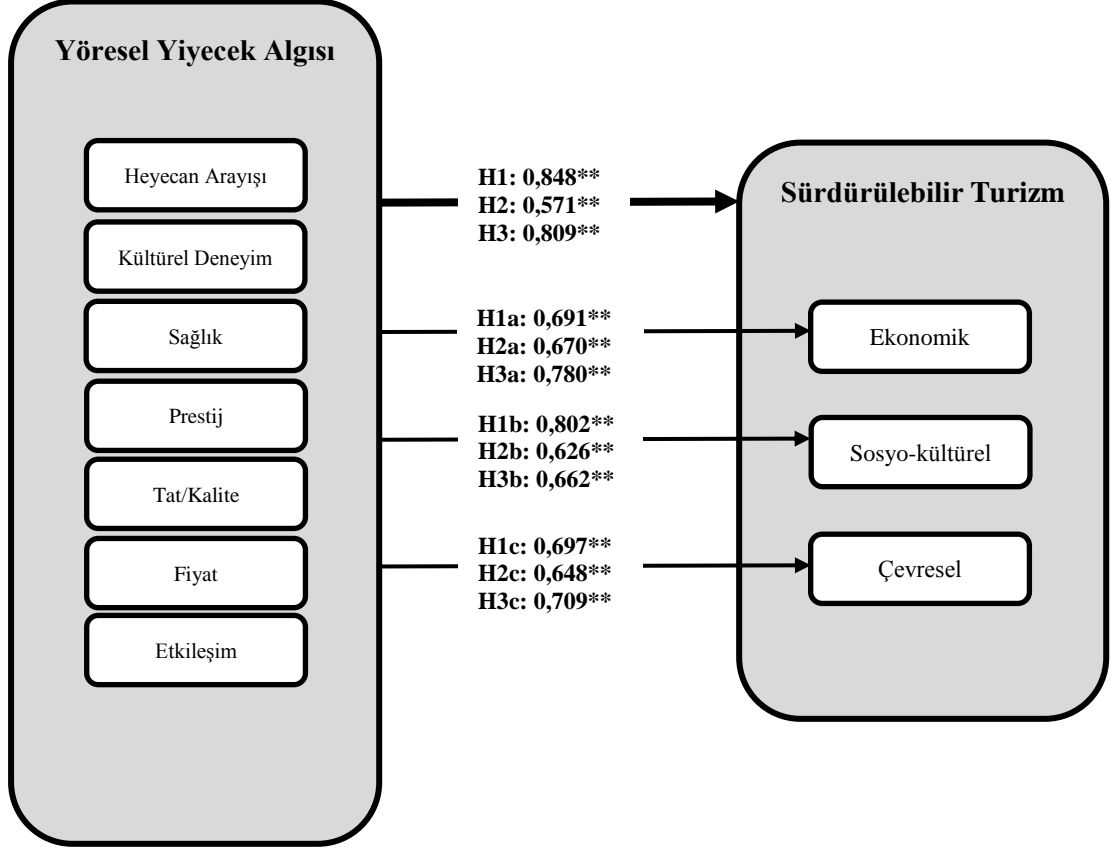 Yöresel Yiyecek Algısı
Heyecan Arayışı
Kültürel Deneyim
Sağlık
Prestij
Tat/Kalite
Fiyat
Etkileşim
H1: 0,848**
H2: 0,571**
H3: 0,809**
H1a: 0,691**
H2a: 0,670**
H3a: 0,780**
H1b: 0,802**
H2b: 0,626**
H3b: 0,662**
H1c: 0,697**
H2c: 0,648**
H3c: 0,709**
Sürdürülebilir Turizm
Ekonomik
Sosyo-kültürel
Çevresel